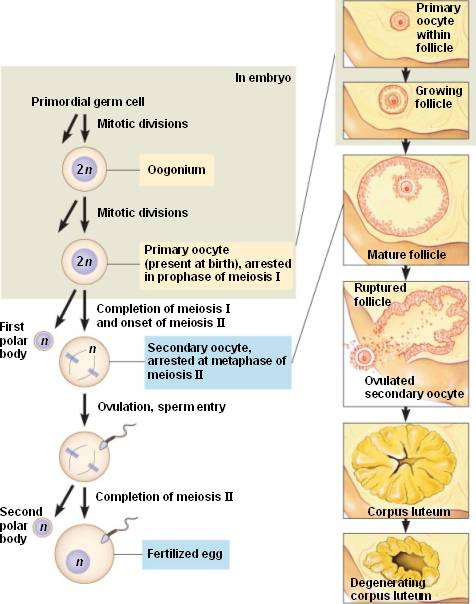 In embryo
Primordial germ cell
Mitotic divisions
2n
Oogonium
Mitotic divisions
2n
Primary oocyte
(present at birth), arrested
in prophase of meiosis I
Completion of meiosis I
and onset of meiosis II
First
polar
body
n
n
Secondary oocyte,
arrested at metaphase of
meiosis II
Ovulation, sperm entry
Completion of meiosis II
Second
polar
body
n
n
Fertilized egg
Primary
oocyte
within
follicle
Growing
follicle
Mature follicle
Ruptured
follicle
Ovulated
secondary oocyte
Corpus luteum
Degenerating
corpus luteum